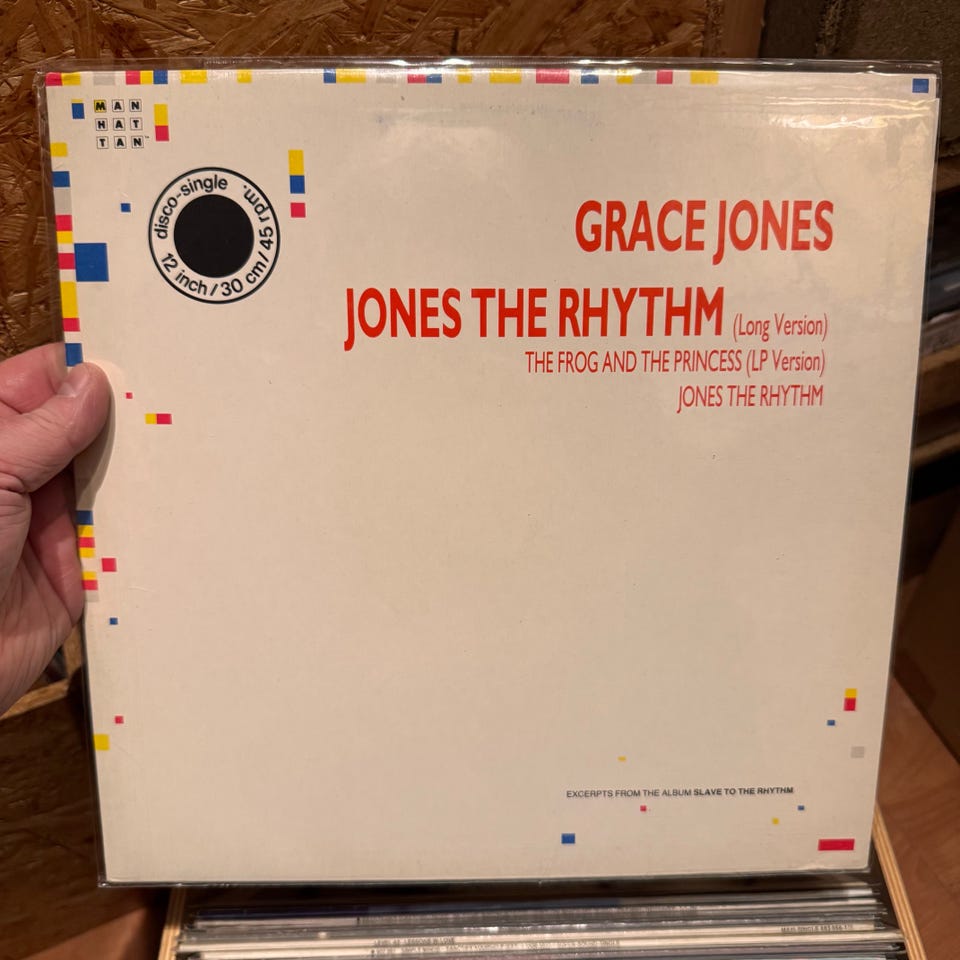 MAN
HAT
TAN™
disco-single
12 inch/30 cm/45 rpm.
GRACE JONES
JONES THE RHYTHM (Long Version)
THE FROG AND THE PRINCESS (LP Version)
JONES THE RHYTHM
EXCERPTS FROM THE ALBUM SLAVE TO THE RHYTHM